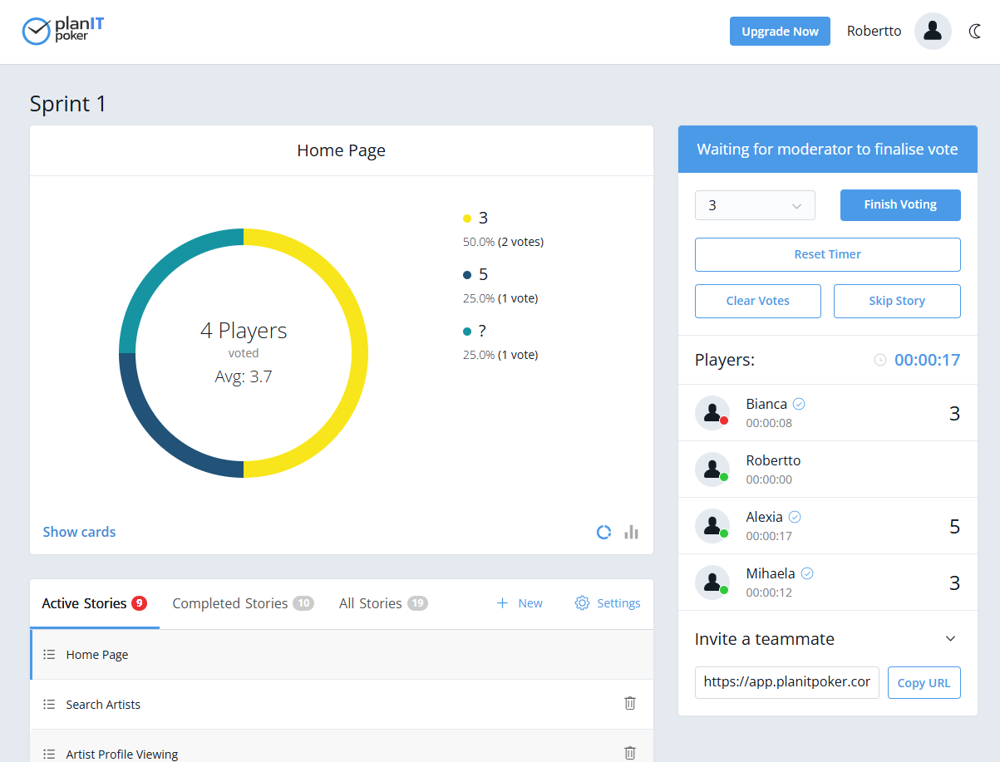 planIT
poker
Upgrade Now
Robertto
Sprint 1
Home Page
3
50.0% (2 votes)
5
25.0% (1 vote)
?
25.0% (1 vote)
4 Players
voted
Avg: 3.7
Show cards
Waiting for moderator to finalise vote
3
Finish Voting
Reset Timer
Clear Votes
Skip Story
Players:
00:00:17
Bianca
00:00:08
3
Robertto
00:00:00
Alexia
00:00:17
5
Mihaela
00:00:12
3
Invite a teammate
https://app.planitpoker.cor
Copy URL
Active Stories 9
Completed Stories 10
All Stories 19
New
Settings
Home Page
Search Artists
Artist Profile Viewing